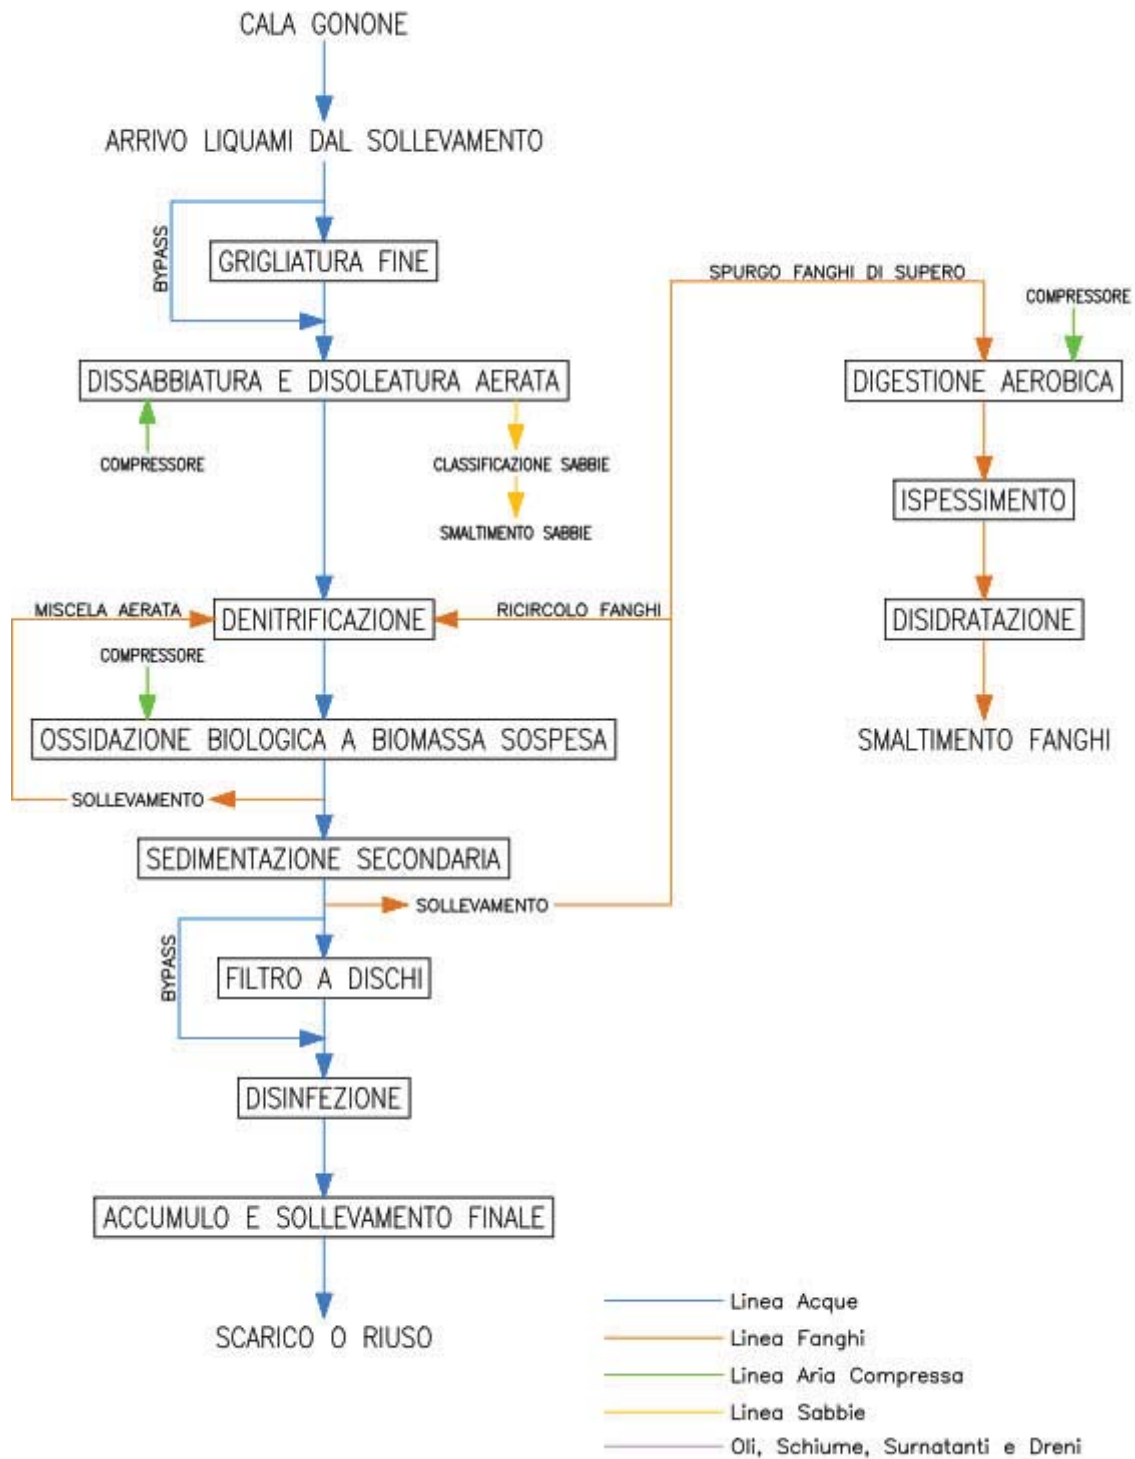 CALA GONONE
ARRIVO LIQUAMI DAL SOLLEVAMENTO
BYPASS
GRIGLIATURA FINE
DISSABBIATURA E DISOLEATURA AERATA
COMPRESSORE
CLASSIFICAZIONE SABBIE
SMALTIMENTO SABBIE
MISCELA AERATA
DENITRIFICAZIONE
RICIRCOLO FANGHI
COMPRESSORE
OSSIDAZIONE BIOLOGICA A BIOMASSA SOSPESA
SOLLEVAMENTO
SEDIMENTAZIONE SECONDARIA
SOLLEVAMENTO
BYPASS
FILTRO A DISCHI
DISINFEZIONE
ACCUMULO E SOLLEVAMENTO FINALE
SCARICO O RIUSO
SPURGO FANGHI DI SUPERO
COMPRESSORE
DIGESTIONE AEROBICA
ISPESSIMENTO
DISIDRATAZIONE
SMALTIMENTO FANGHI
Linea Acque
Linea Fanghi
Linea Aria Compressa
Linea Sabbie
Oli, Schiume, Surnatanti e Dreni